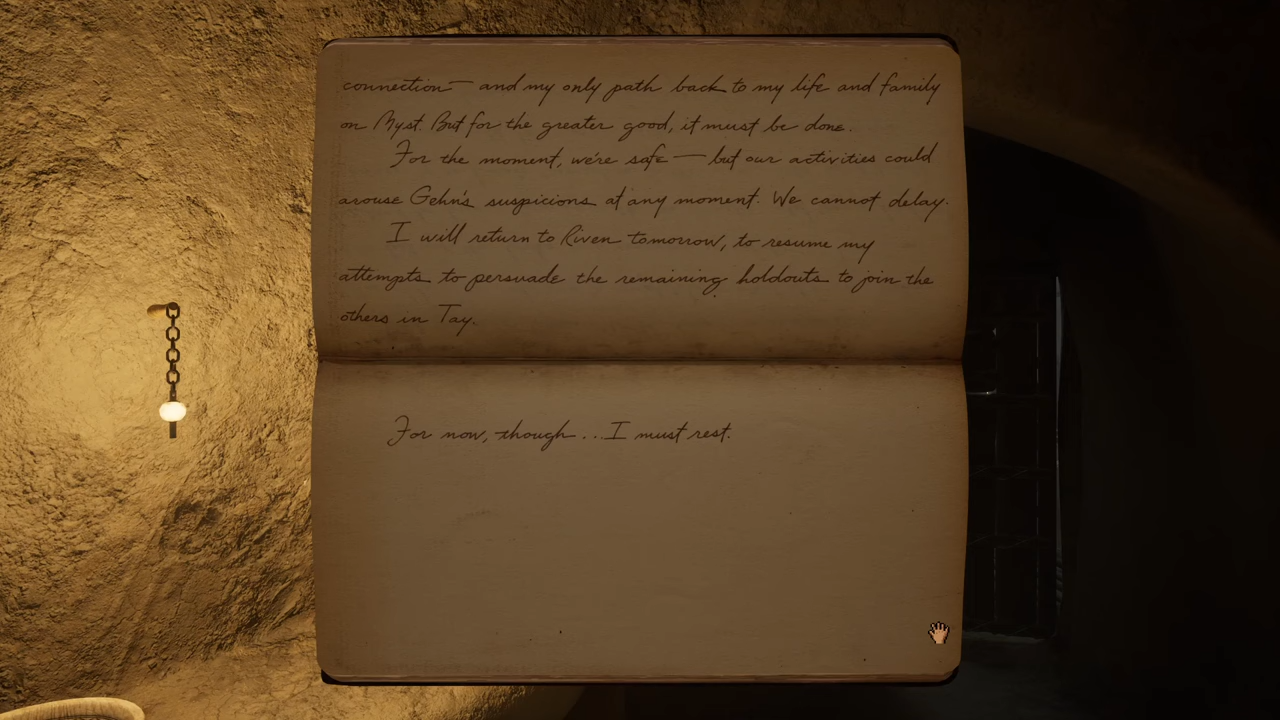 connection — and my only path back to my life and family
on Myst. But for the greater good, it must be done.
For the moment, we're safe — but our activities could
arouse Gehn's suspicions at any moment. We cannot delay.
I will return to Riven tomorrow, to resume my
attempts to persuade the remaining holdouts to join the
others in Tay.
For now, though ... I must rest.